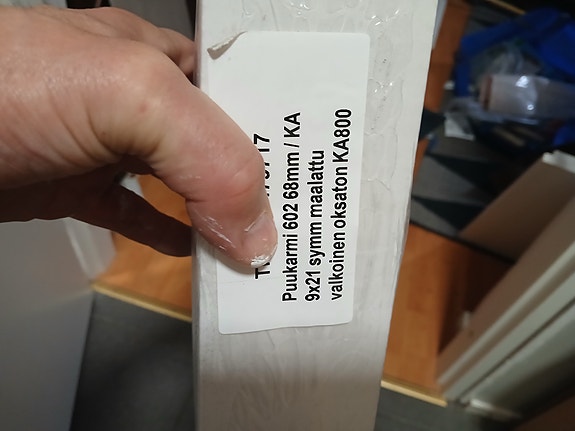 Puukarmi 602 68mm / KA
9x21 symm maalattu
valkoinen oksaton KA800